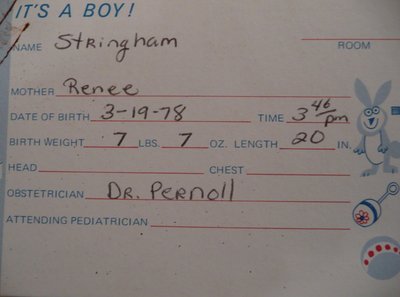 IT'S A BOY!
NAME Stringham ROOM
MOTHER Renee
DATE OF BIRTH 3-19-78 TIME 3 46/pm
BIRTH WEIGHT 7 LBS. 7 OZ. LENGTH 20 IN.
HEAD CHEST
OBSTETRICIAN DR. Pernoll
ATTENDING PEDIATRICIAN